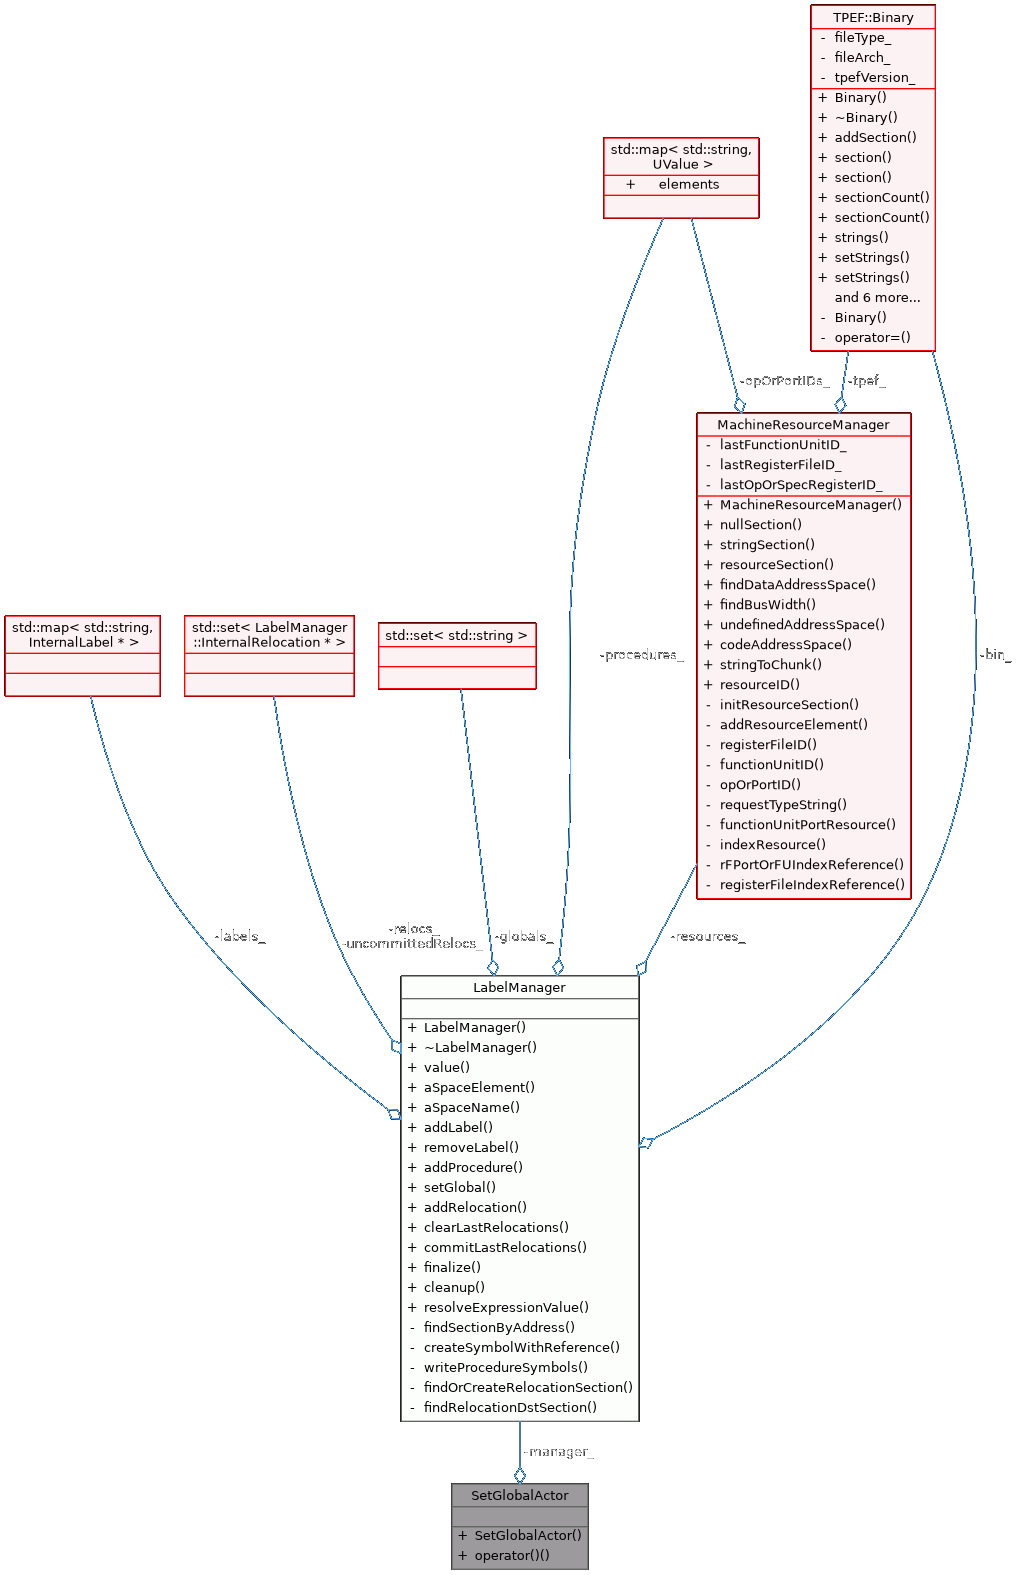 TPEF::Binary
- fileType_
- fileArch_
- tpefVersion_
+ Binary()
+ ~Binary()
+ addSection()
+ section()
+ section()
+ sectionCount()
+ sectionCount()
+ strings()
+ setStrings()
+ setStrings()
and 6 more...
- Binary()
- operator=()
std::map< std::string,
UValue >
+ elements
-opOrPortIDs_
-tpef_
MachineResourceManager
- lastFunctionUnitID_
- lastRegisterFileID_
- lastOpOrSpecRegisterID_
+ MachineResourceManager()
+ nullSection()
+ stringSection()
+ resourceSection()
+ findDataAddressSpace()
+ findBusWidth()
+ undefinedAddressSpace()
+ codeAddressSpace()
+ stringToChunk()
+ resourceID()
- initResourceSection()
- addResourceElement()
- registerFileID()
- functionUnitID()
- opOrPortID()
- requestTypeString()
- functionUnitPortResource()
- indexResource()
- rFPortOrFUIndexReference()
- registerFileIndexReference()
std::map< std::string,
InternalLabel * >
std::set< LabelManager
::InternalRelocation * >
std::set< std::string >
-procedures_
-bin_
-labels_
-relocs_
-uncommittedRelocs_
-globals_
-resources_
LabelManager
+ LabelManager()
+ ~LabelManager()
+ value()
+ aSpaceElement()
+ aSpaceName()
+ addLabel()
+ removeLabel()
+ addProcedure()
+ setGlobal()
+ addRelocation()
+ clearLastRelocations()
+ commitLastRelocations()
+ finalize()
+ cleanup()
+ resolveExpressionValue()
- findSectionByAddress()
- createSymbolWithReference()
- writeProcedureSymbols()
- findOrCreateRelocationSection()
- findRelocationDstSection()
-manager_
SetGlobalActor
+ SetGlobalActor()
+ operator()()